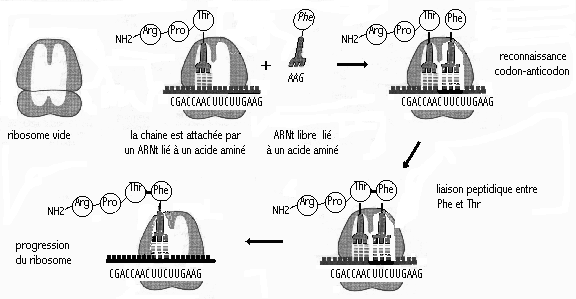 NH2 Arg Pro Thr
+
Phe
AAG
NH2 Arg Pro Thr Phe
reconnaissance
codon-anticodon
CGACCAACUUCUUGAAG
CGACCAACUUCUUGAAG
ribosome vide
la chaine est attachée par
un ARNt lié à un acide aminé
ARNt libre lié
à un acide aminé
liaison peptidique entre
Phe et Thr
NH2 Arg Pro Thr Phe
NH2 Arg Pro Thr Phe
progression
du ribosome
CGACCAACUUCUUGAAG
CGACCAACUUCUUGAAG